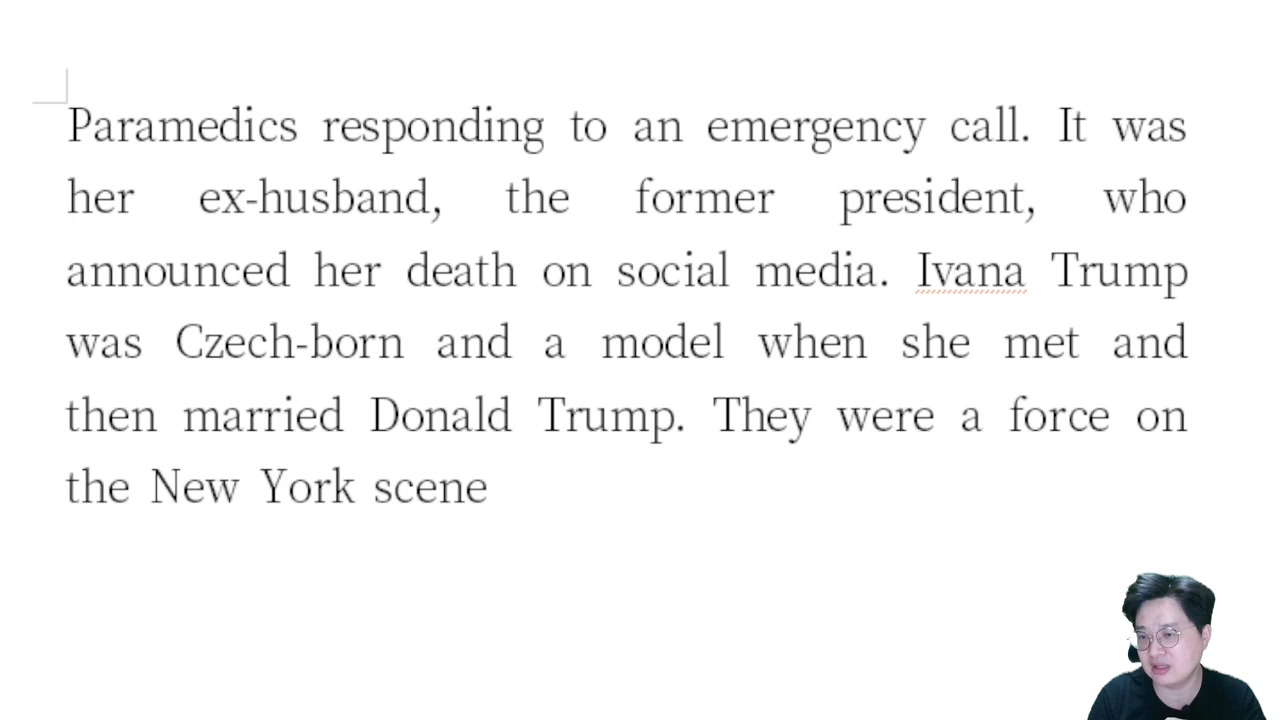 Paramedics responding to an emergency call. It was
her ex-husband, the former president, who
announced her death on social media. Ivana Trump
was Czech-born and a model when she met and
then married Donald Trump. They were a force on
the New York scene